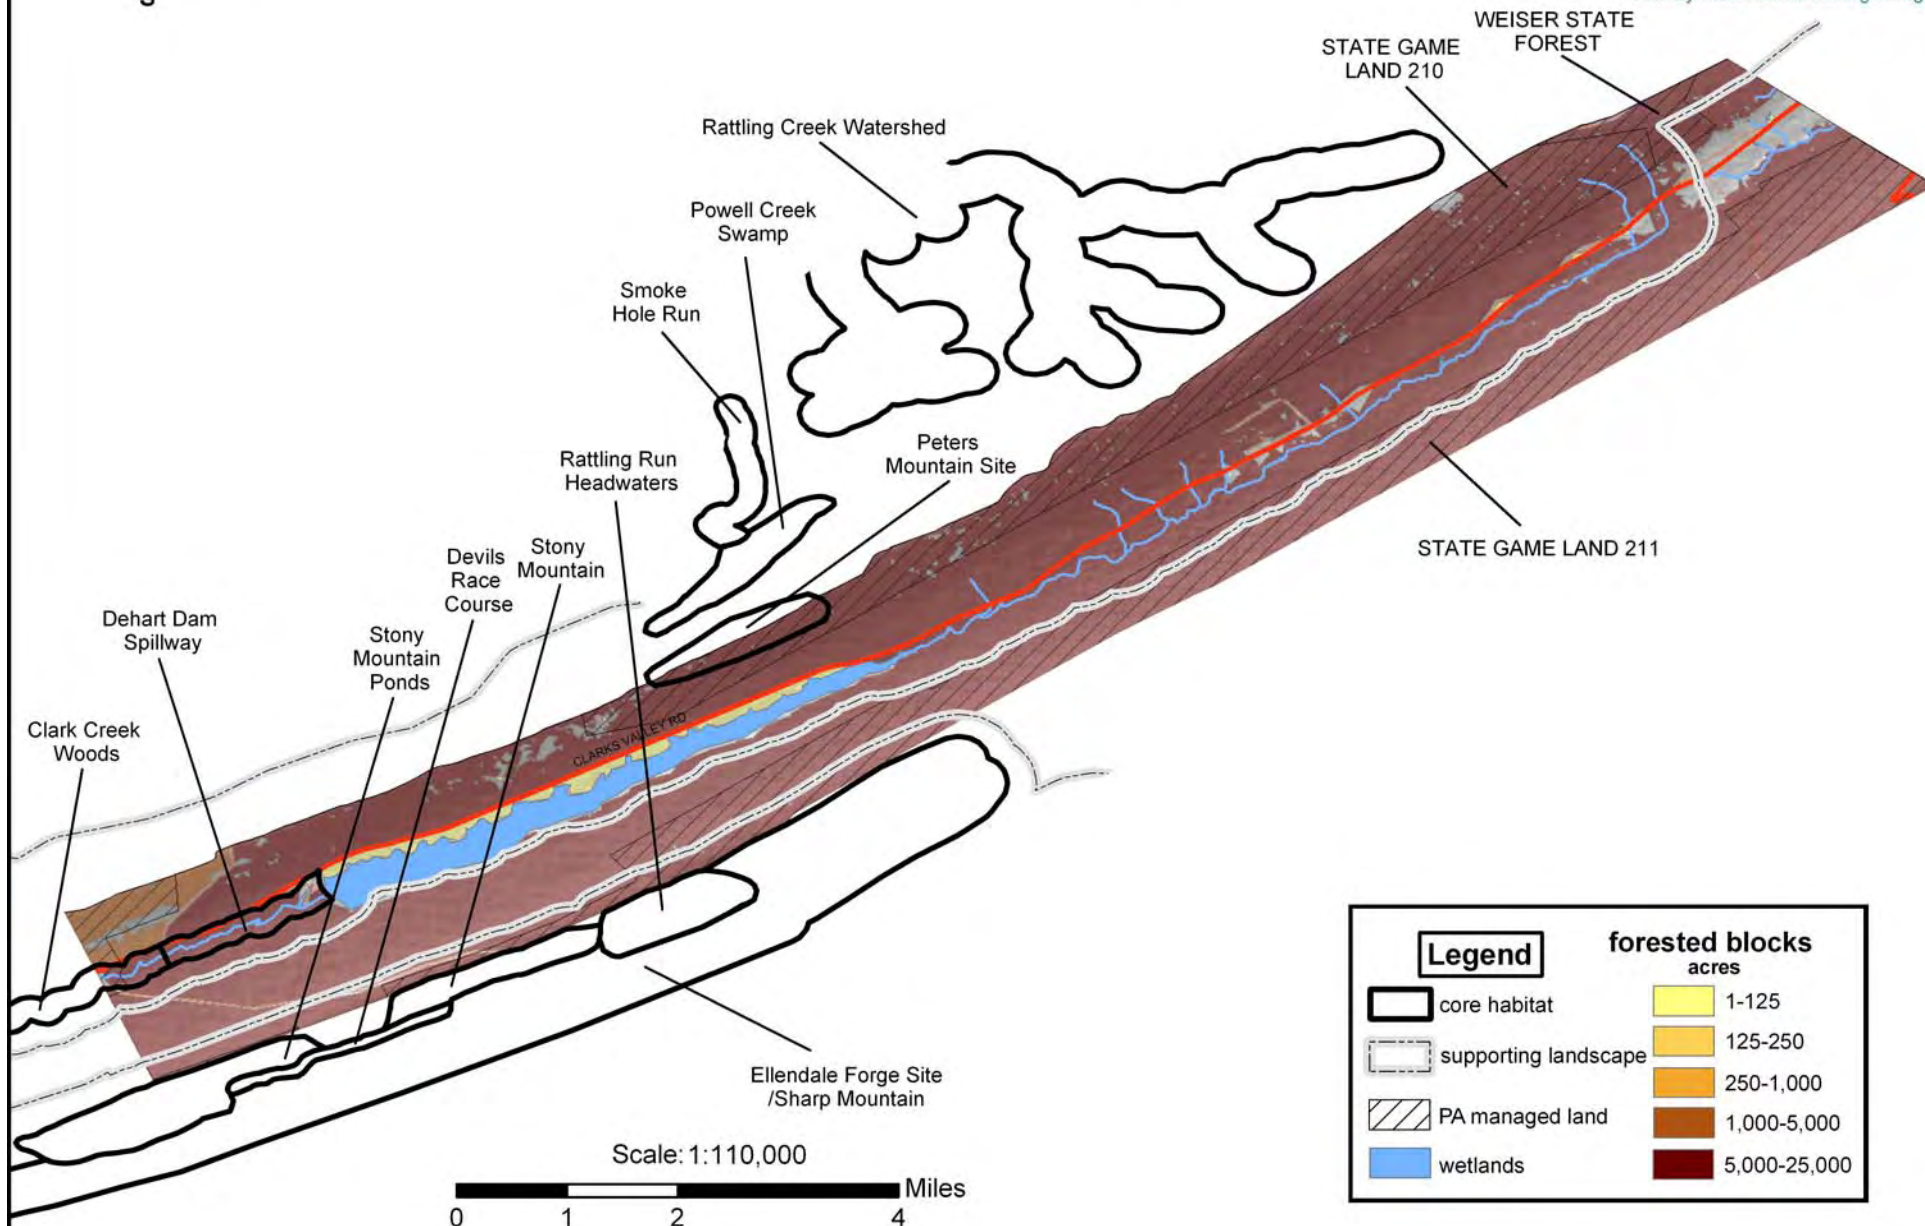 WEISER STATE
FOREST
STATE GAME
LAND 210
Rattling Creek Watershed
Powell Creek
Swamp
Smoke
Hole Run
Peters
Mountain Site
Rattling Run
Headwaters
STATE GAME LAND 211
Stony
Mountain
Devils
Race
Course
Dehart Dam
Spillway
Stony
Mountain
Ponds
Clark Creek
Woods
CLARKS VALLEY RD
Ellendale Forge Site
/Sharp Mountain
Scale: 1:110,000
Miles
0 1 2 4
Legend
core habitat
supporting landscape
PA managed land
wetlands
forested blocks
acres
1-125
125-250
250-1,000
1,000-5,000
5,000-25,000